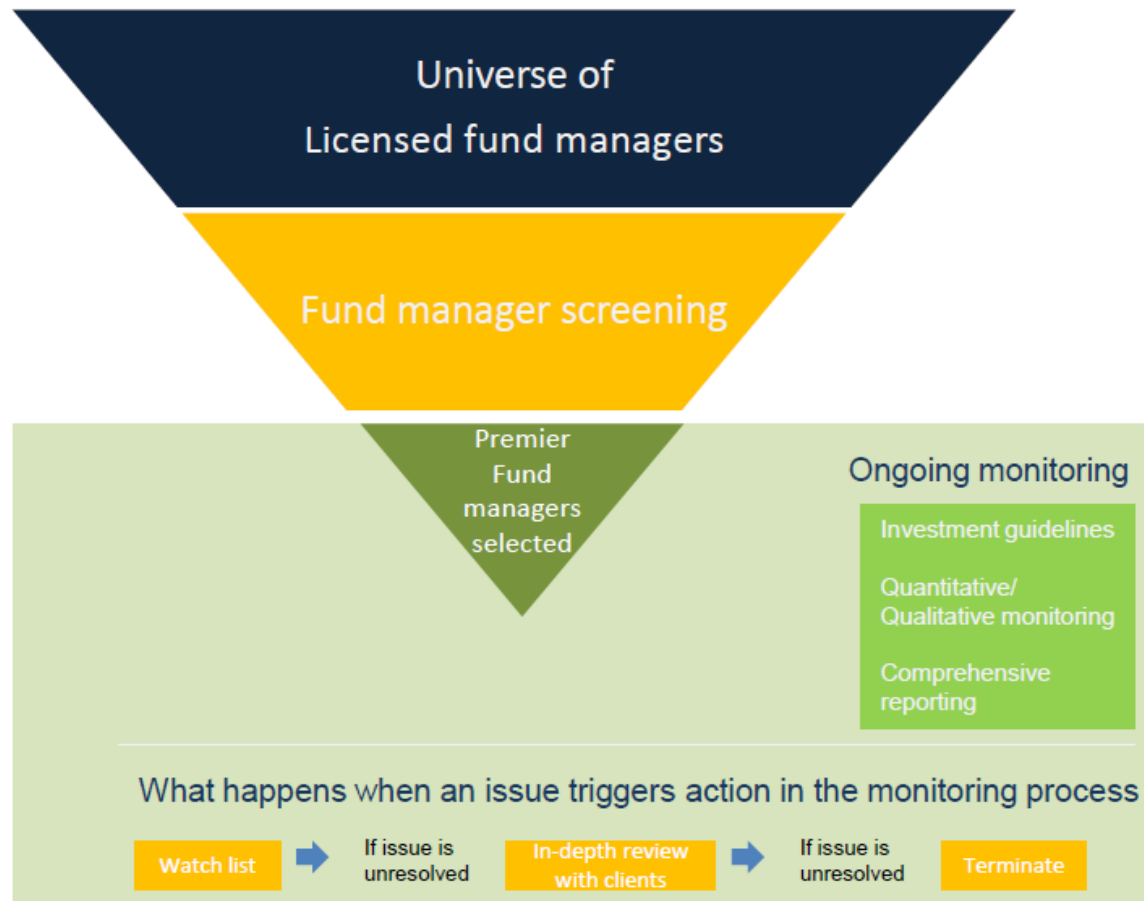 Universe of
Licensed fund managers
Fund manager screening
Premier
Fund
managers
selected
Ongoing monitoring
Investment guidelines
Quantitative/
Qualitative monitoring
Comprehensive
reporting
What happens when an issue triggers action in the monitoring process
Watch list
If issue is
unresolved
In-depth review
with clients
If issue is
unresolved
Terminate